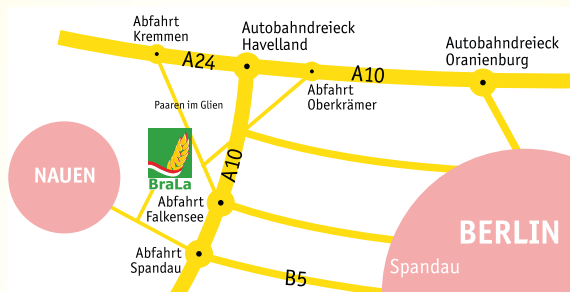 Abfahrt
Kremmen
Autobahndreieck
Havelland
Autobahndreieck
Oranienburg
A24
A10
Abfahrt
Oberkrämer
Paaren im Glien
A10
NAUEN
BraLa
Abfahrt
Falkensee
Abfahrt
Spandau
BERLIN
Spandau
B5